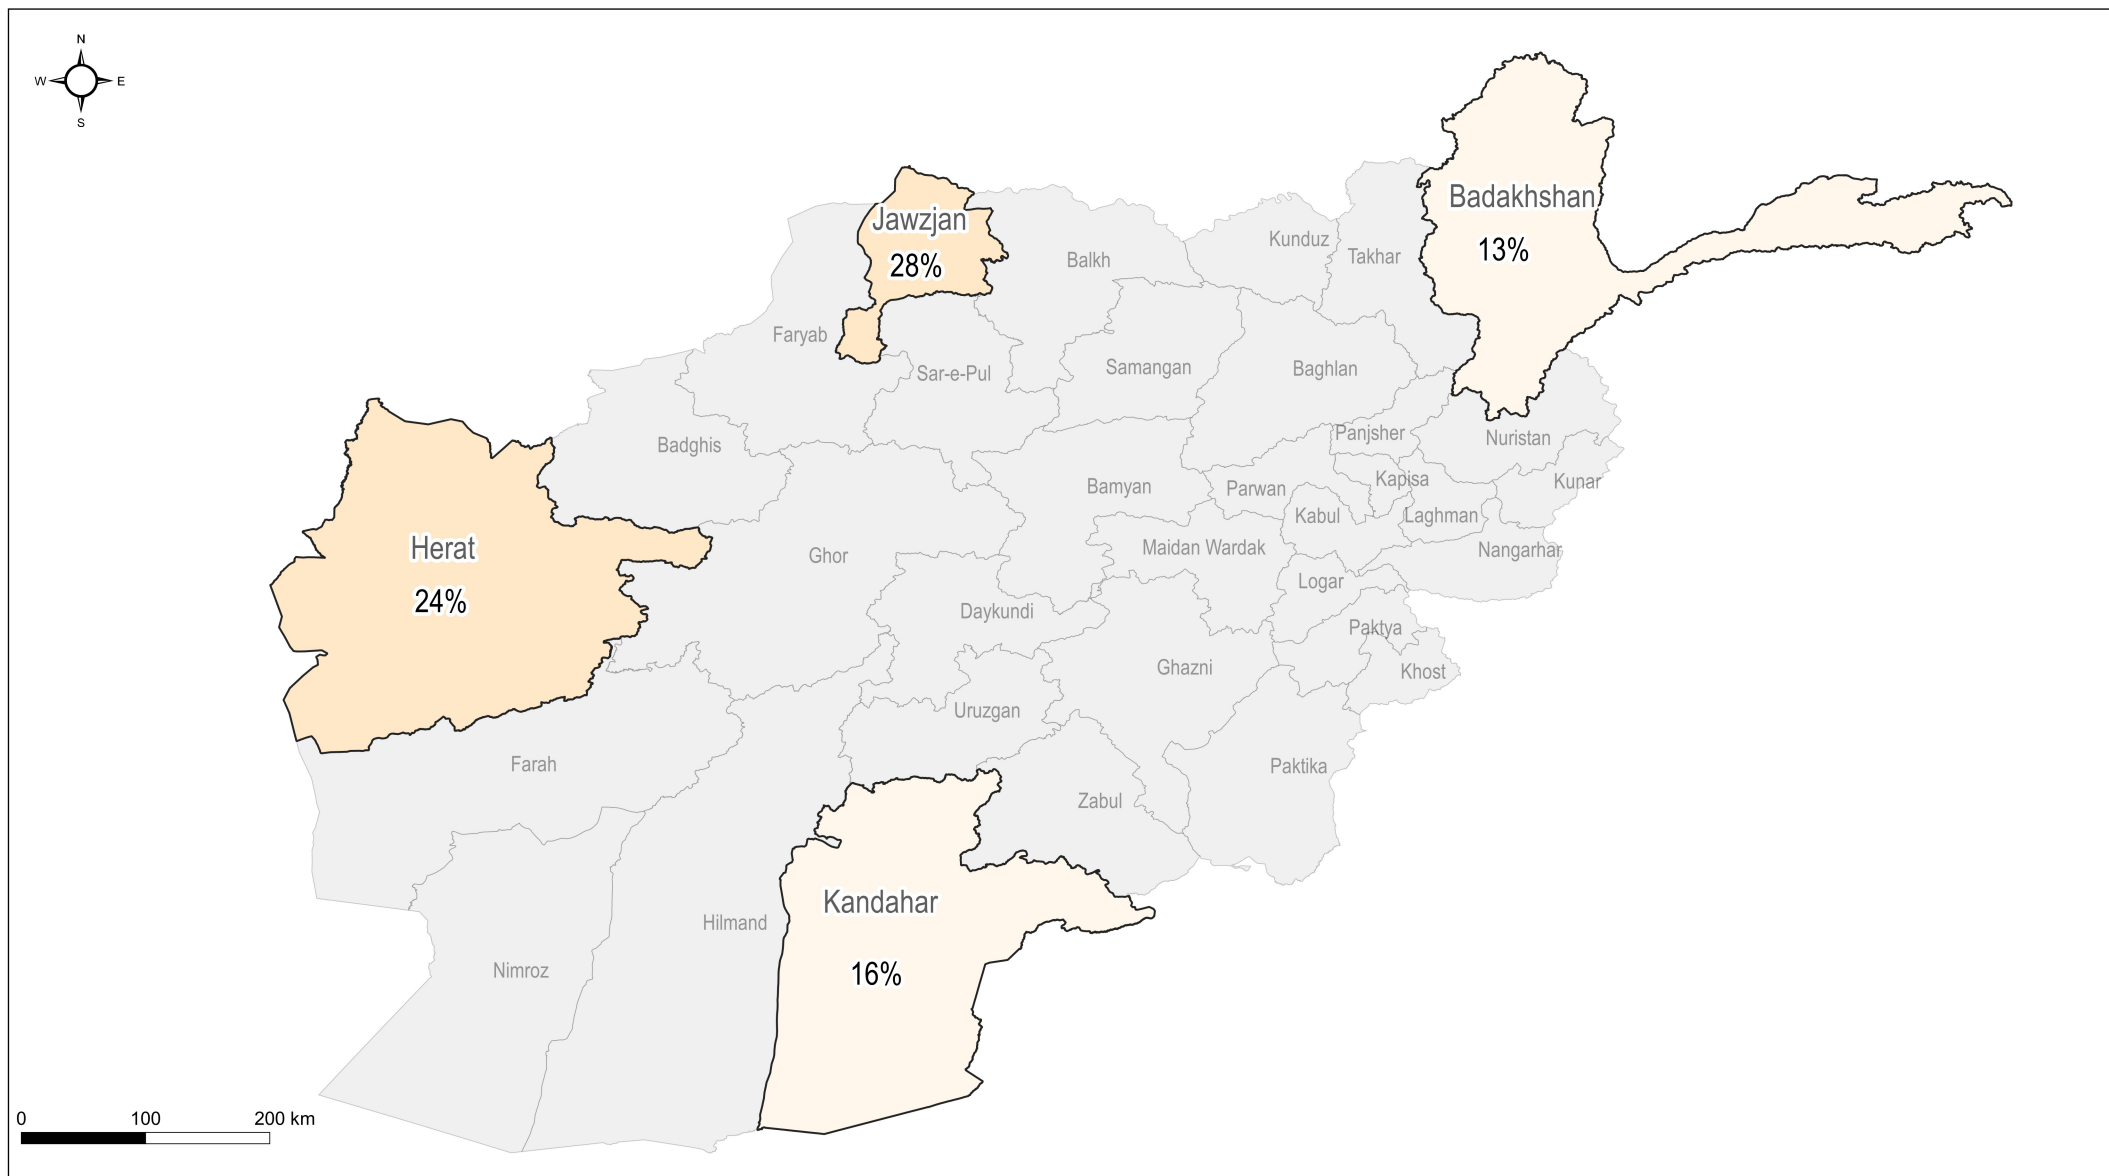 N
W
E
S
Jawzjan
28%
Badakhshan
13%
Kunduz
Takhar
Balkh
Faryab
Sar-e-Pul
Samangan
Baghlan
Badghis
Panjsher
Nuristan
Kapisa
Kunar
Bamyan
Parwan
Kabul
Laghman
Herat
24%
Ghor
Maidan Wardak
Nangarhar
Logar
Daykundi
Paktya
Ghazni
Khost
Uruzgan
Farah
Paktika
Zabul
Kandahar
16%
Hilmand
Nimroz
0 100 200 km